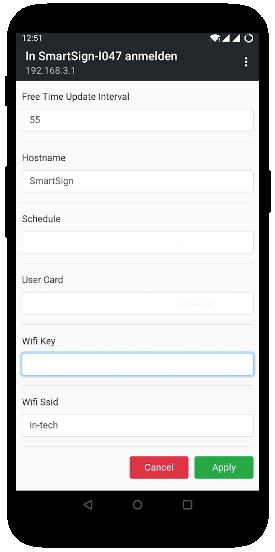 12:51
In SmartSign-I047 anmelden
192.168.3.1
Free Time Update Interval
55
Hostname
SmartSign
Schedule
User Card
Wifi Key
Wifi Ssid
in-tech
Cancel
Apply